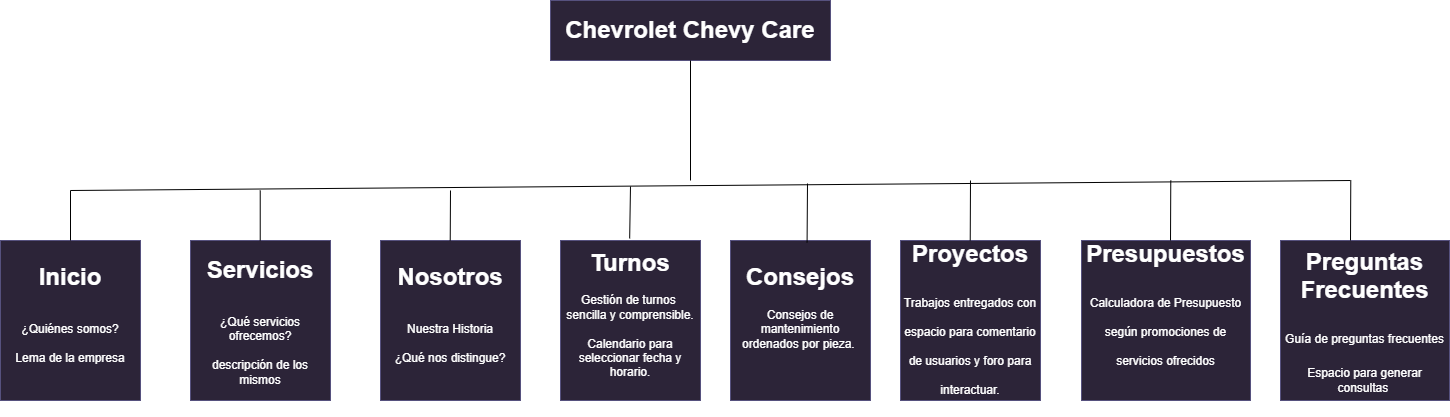 Chevrolet Chevy Care
Inicio
¿Quiénes somos?
Lema de la empresa
Servicios
¿Qué servicios
ofrecemos?
descripción de los
mismos
Nosotros
Nuestra Historia
¿Qué nos distingue?
Turnos
Gestión de turnos
sencilla y comprensible.
Calendario para
seleccionar fecha y
horario.
Consejos
Consejos de
mantenimiento
ordenados por pieza.
Proyectos
Trabajos entregados con
espacio para comentario
de usuarios y foro para
interactuar.
Presupuestos
Calculadora de Presupuesto
según promociones de
servicios ofrecidos
Preguntas
Frecuentes
Guía de preguntas frecuentes
Espacio para generar
consultas